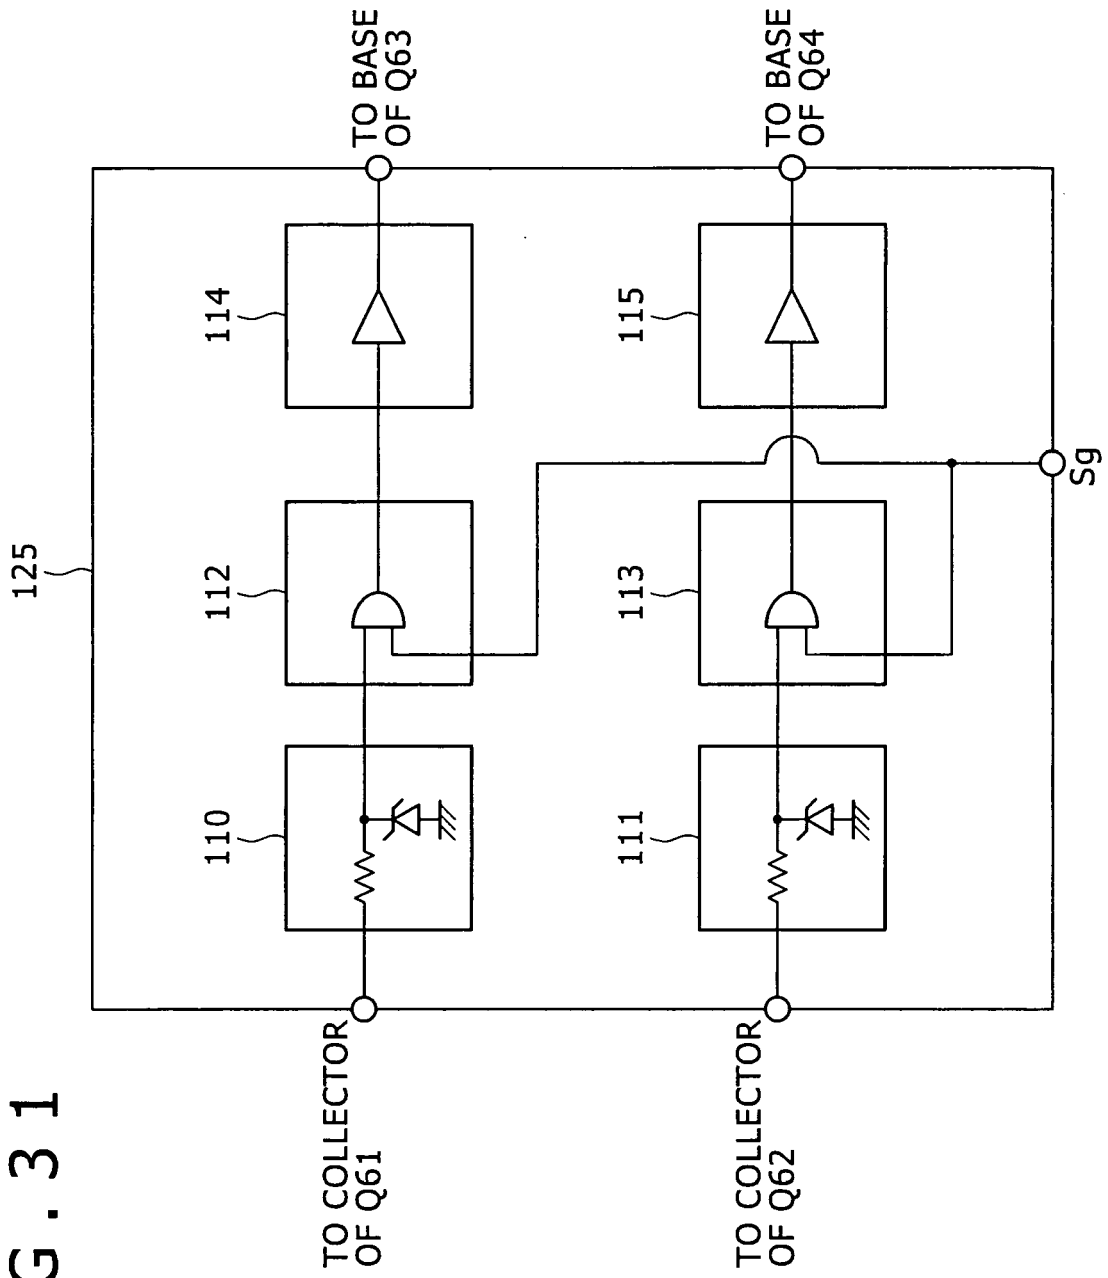 G . 3 1
125
TO COLLECTOR
OF Q61
110
112
114
TO BASE
OF Q63
TO COLLECTOR
OF Q62
111
113
115
TO BASE
OF Q64
Sg